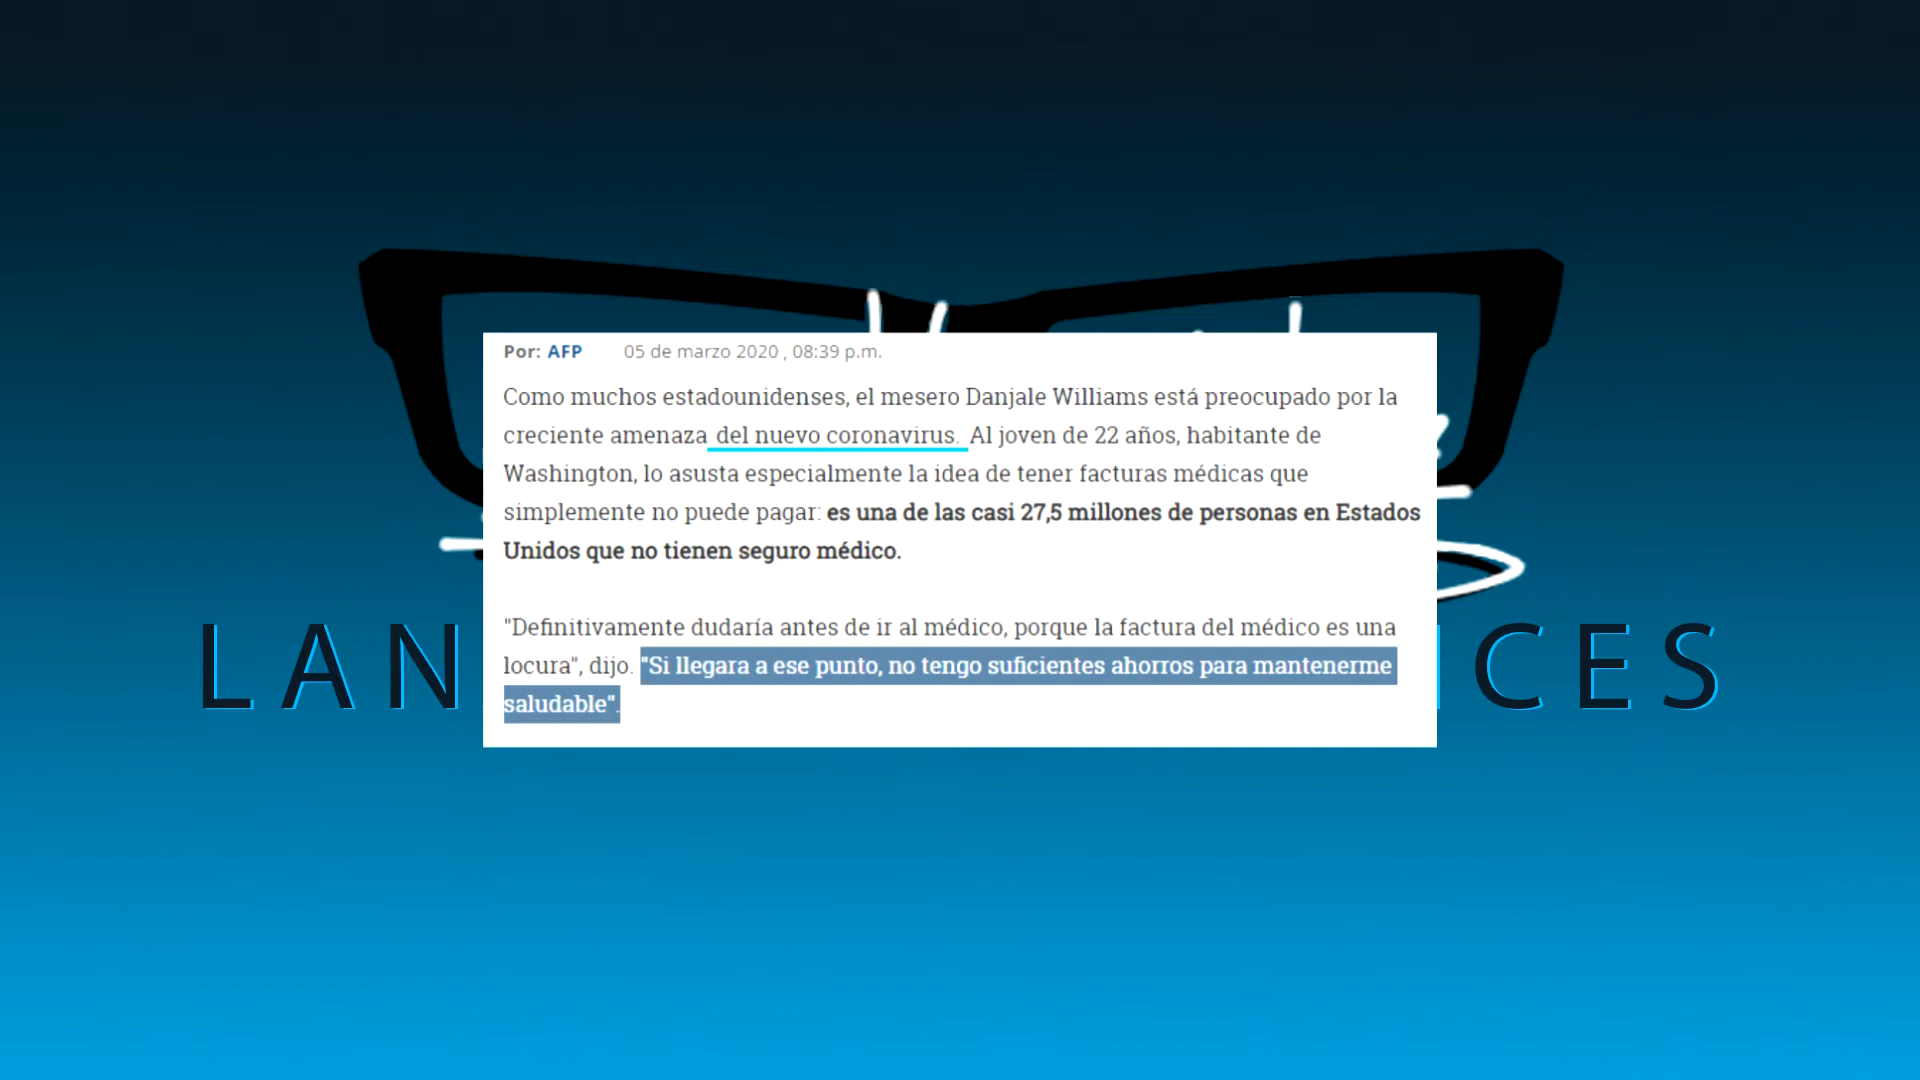 Por: AFP 05 de marzo 2020 , 08:39 p.m.
Como muchos estadounidenses, el mesero Danjale Williams está preocupado por la
creciente amenaza del nuevo coronavirus. Al joven de 22 años, habitante de
Washington, lo asusta especialmente la idea de tener facturas médicas que
simplemente no puede pagar: es una de las casi 27,5 millones de personas en Estados
Unidos que no tienen seguro médico.
"Definitivamente dudaría antes de ir al médico, porque la factura del médico es una
locura", dijo. "Si llegara a ese punto, no tengo suficientes ahorros para mantenerme
saludable".
LAN CES